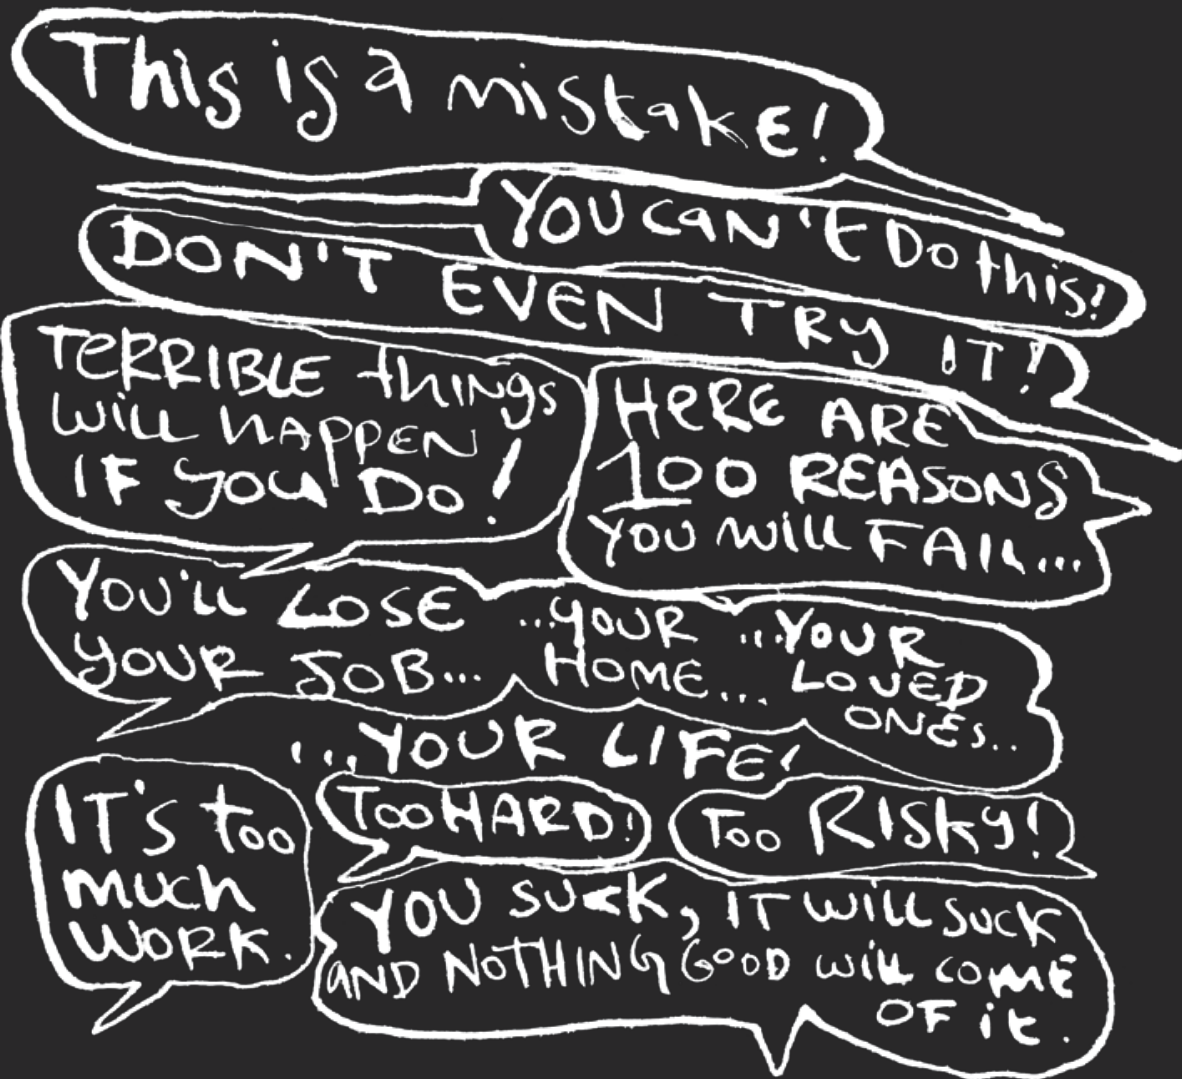 This is a mistake!
YOU CAN't Do this!
DON'T EVEN TRY IT!
TERRIBLE things
Will HAPPEN
IF YOU DO!
HERE ARE
100 REASONS
YOU Will FAIL...
YOU'll LOSE
YOUR JOB...
...YOUR
HOME...
...YOUR
LOVED
ONES...
...YOUR LIFE!
IT'S too
much
WORK.
Too HARD!
Too RISKY!
YOU SUCK, IT Will SUCK
AND NOTHING GOOD will come
OF it.